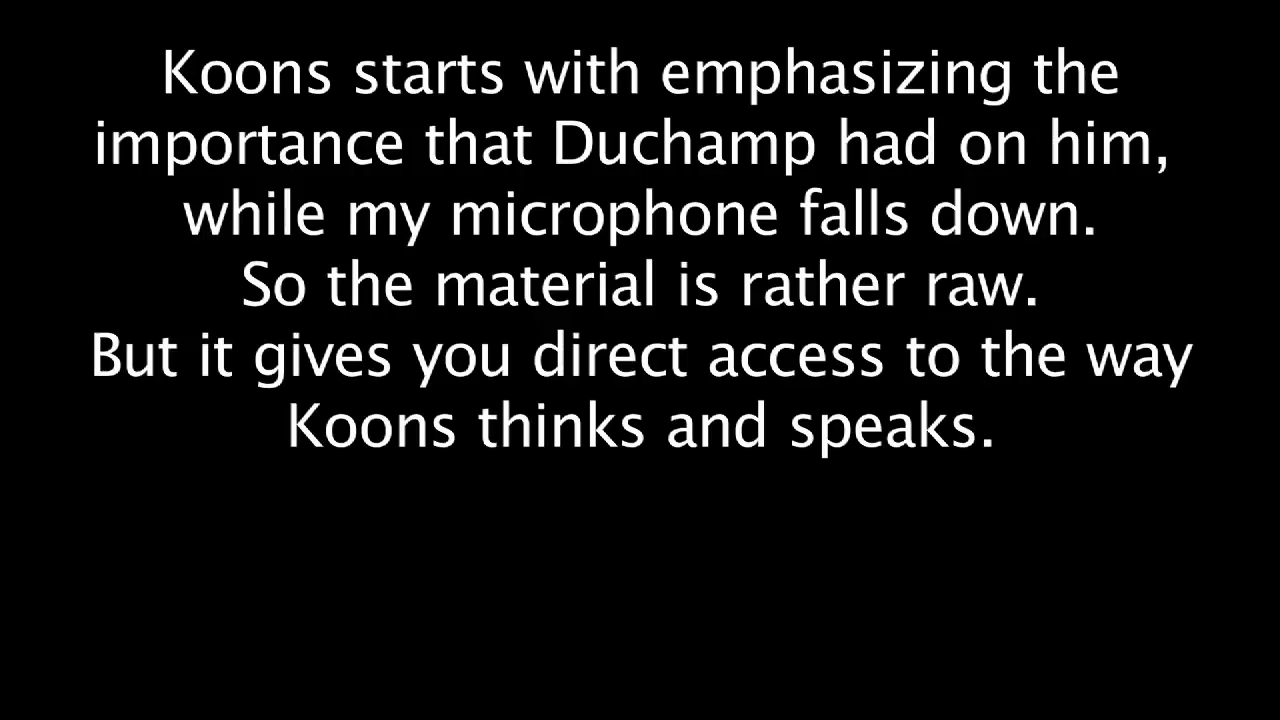 Koons starts with emphasizing the
importance that Duchamp had on him,
while my microphone falls down.
So the material is rather raw.
But it gives you direct access to the way
Koons thinks and speaks.